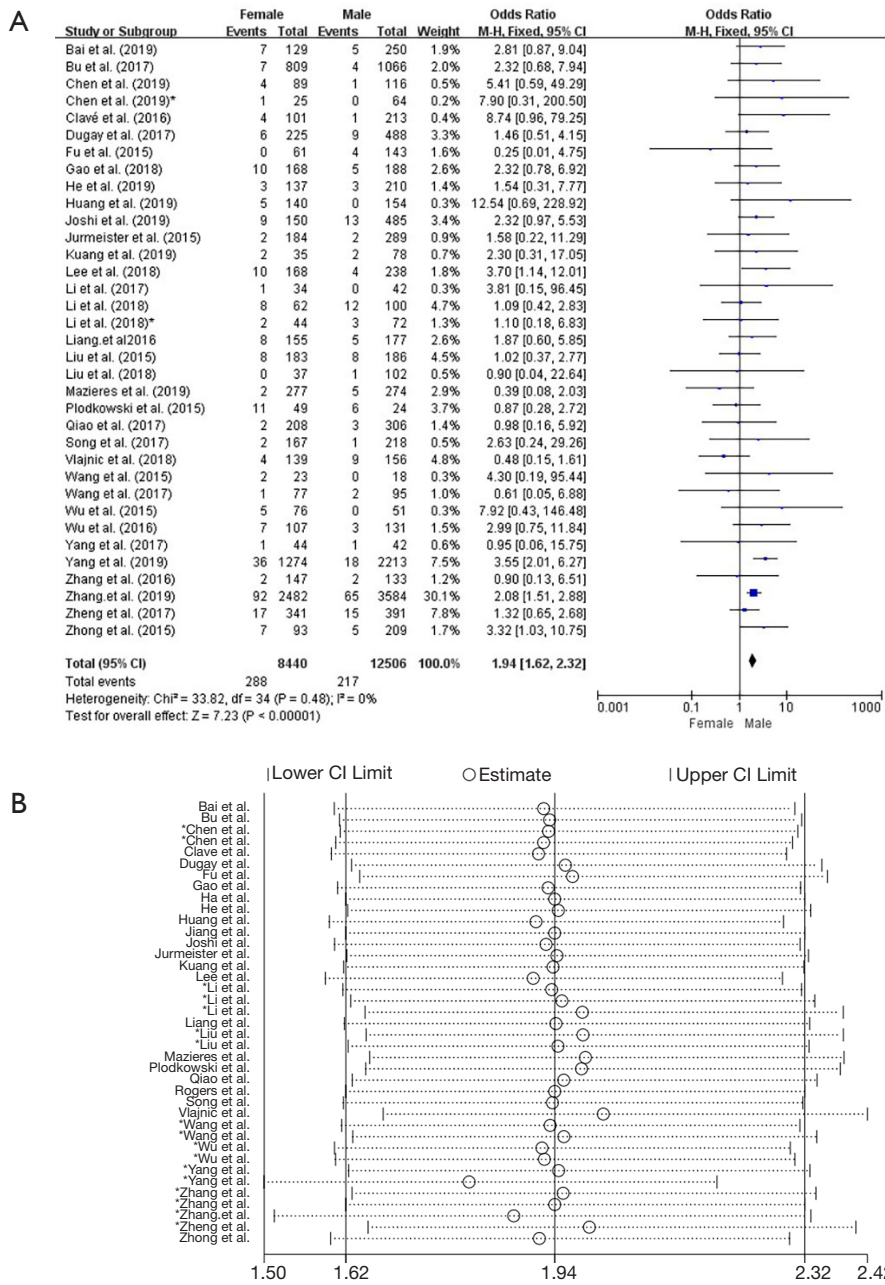 A
Female Male Odds Ratio Odds Ratio
Study or Subgroup Events Total Events Total Weight M-H, Fixed, 95% CI M-H, Fixed, 95% CI
Bai et al. (2019) 7 129 5 250 1.9% 2.81 [0.87, 9.04]
Bu et al. (2017) 7 809 4 1066 2.0% 2.32 [0.68, 7.94]
Chen et al. (2019) 4 89 1 116 0.5% 5.41 [0.59, 49.29]
Chen et al. (2019)* 1 25 0 64 0.2% 7.90 [0.31, 200.50]
Clavé et al. (2016) 4 101 1 213 0.4% 8.74 [0.96, 79.25]
Dugay et al. (2017) 6 225 9 488 3.3% 1.46 [0.51, 4.15]
Fu et al. (2015) 0 61 4 143 1.6% 0.25 [0.01, 4.75]
Gao et al. (2018) 10 168 5 188 2.6% 2.32 [0.78, 6.92]
He et al. (2019) 3 137 3 210 1.4% 1.54 [0.31, 7.77]
Huang et al. (2019) 5 140 0 154 0.3% 12.54 [0.69, 228.92]
Joshi et al. (2019) 9 150 13 485 3.4% 2.32 [0.97, 5.53]
Jurmeister et al. (2015) 2 184 2 289 0.9% 1.58 [0.22, 11.29]
Kuang et al. (2019) 2 35 2 78 0.7% 2.30 [0.31, 17.05]
Lee et al. (2018) 10 168 4 238 1.8% 3.70 [1.14, 12.01]
Li et al. (2017) 1 34 0 42 0.2% 3.81 [0.15, 96.45]
Li et al. (2018) 8 62 12 100 4.7% 1.09 [0.42, 2.83]
Li et al. (2018)* 2 44 3 72 1.3% 1.10 [0.18, 6.83]
Liang.et al2016 8 155 5 177 2.6% 1.87 [0.60, 5.85]
Liu et al. (2015) 8 183 8 186 4.5% 1.02 [0.37, 2.77]
Liu et al. (2018) 0 37 1 102 0.5% 0.90 [0.04, 22.64]
Mazieres et al. (2019) 2 277 5 274 2.9% 0.39 [0.08, 2.03]
Plodkowski et al. (2015) 11 49 6 24 3.7% 0.87 [0.28, 2.72]
Qiao et al. (2017) 2 208 3 306 1.4% 0.98 [0.16, 5.92]
Song et al. (2017) 2 167 1 218 0.5% 2.63 [0.24, 29.26]
Vlajnic et al. (2018) 4 139 9 156 4.8% 0.48 [0.15, 1.61]
Wang et al. (2015) 2 23 0 18 0.3% 4.30 [0.19, 95.44]
Wang et al. (2017) 1 77 2 95 1.0% 0.61 [0.05, 6.88]
Wu et al. (2015) 5 76 0 51 0.3% 7.92 [0.43, 146.48]
Wu et al. (2016) 7 107 3 131 1.5% 2.99 [0.75, 11.84]
Yang et al. (2017) 1 44 1 42 0.6% 0.95 [0.06, 15.75]
Yang et al. (2019) 36 1274 18 2213 7.5% 3.55 [2.01, 6.27]
Zhang et al. (2016) 2 147 2 133 1.2% 0.90 [0.13, 6.51]
Zhang.et al (2019) 92 2482 65 3584 30.1% 2.08 [1.51, 2.88]
Zheng et al. (2017) 17 341 15 391 7.8% 1.32 [0.65, 2.68]
Zhong et al. (2015) 7 93 5 209 1.7% 3.32 [1.03, 10.75]
Total (95% CI) 8440 12506 100.0% 1.94 [1.62, 2.32]
Total events 288 217
Heterogeneity: Chi² = 33.82, df = 34 (P = 0.48); I² = 0%
Test for overall effect: Z = 7.23 (P < 0.00001)
0.001 0.1 1 10 1000
Female Male
B
Lower CI Limit Estimate Upper CI Limit
Bai et al.
Bu et al.
*Chen et al.
*Chen et al.
Clave et al.
Dugay et al.
Fu et al.
Gao et al.
Ha et al.
He et al.
Huang et al.
Jiang et al.
Joshi et al.
Jurmeister et al.
Kuang et al.
Lee et al.
*Li et al.
*Li et al.
*Li et al.
Liang et al.
*Liu et al.
*Liu et al.
Mazieres et al.
Plodkowski et al.
Qiao et al.
Rogers et al.
Song et al.
Vlajnic et al.
*Wang et al.
*Wang et al.
*Wu et al.
*Wu et al.
*Yang et al.
*Yang et al.
*Zhang et al.
*Zhang et al.
*Zhang.et al.
*Zheng et al.
Zhong et al.
1.50 1.62 1.94 2.32 2.42